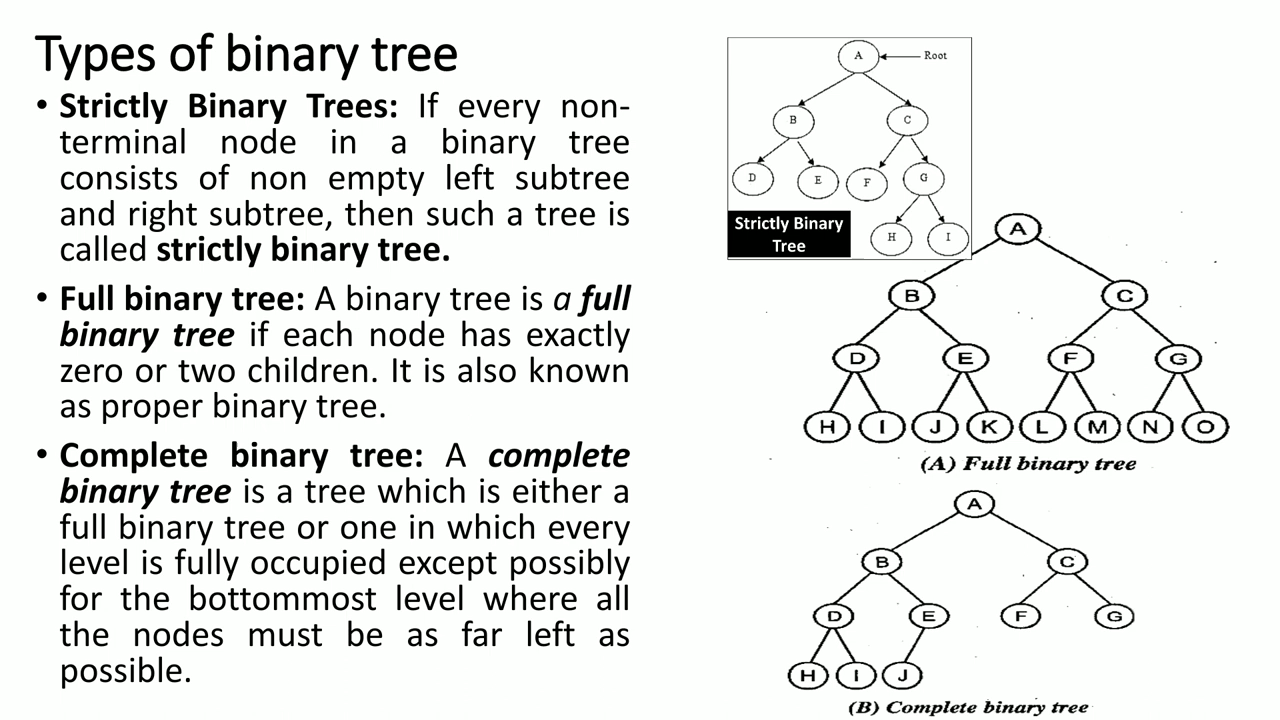 Types of binary tree
• Strictly Binary Trees: If every non-
terminal node in a binary tree
consists of non empty left subtree
and right subtree, then such a tree is
called strictly binary tree.
• Full binary tree: A binary tree is a full
binary tree if each node has exactly
zero or two children. It is also known
as proper binary tree.
• Complete binary tree: A complete
binary tree is a tree which is either a
full binary tree or one in which every
level is fully occupied except possibly
for the bottommost level where all
the nodes must be as far left as
possible.
A Root
B C
D E F G
H I
Strictly Binary
Tree
A
B C
D E F G
H I J K L M N O
(A) Full binary tree
A
B C
D E F G
H I J
(B) Complete binary tree